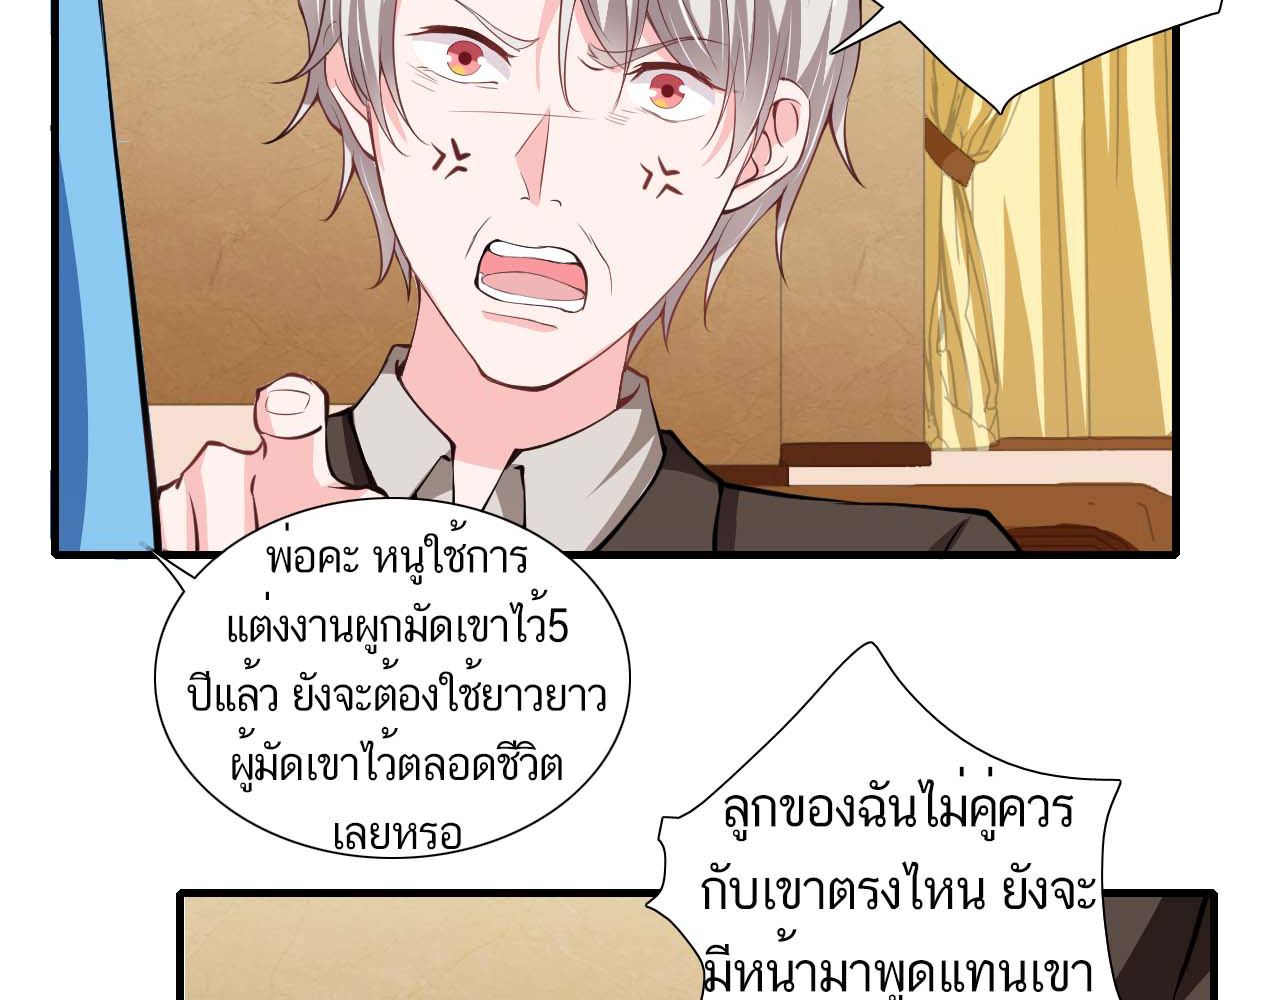 พ่อคะ หนูใช้การ
แต่งงานผูกมัดเขาไว้5
ปีแล้ว ยังจะต้องใช้ยาวยาว
ผู้มัดเขาไว้ตลอดชีวิต
เลยหรอ
ลูกของฉันไม่คู่ควร
กับเขาตรงไหน ยังจะ
มีหน้ามาพูดแทนเขา